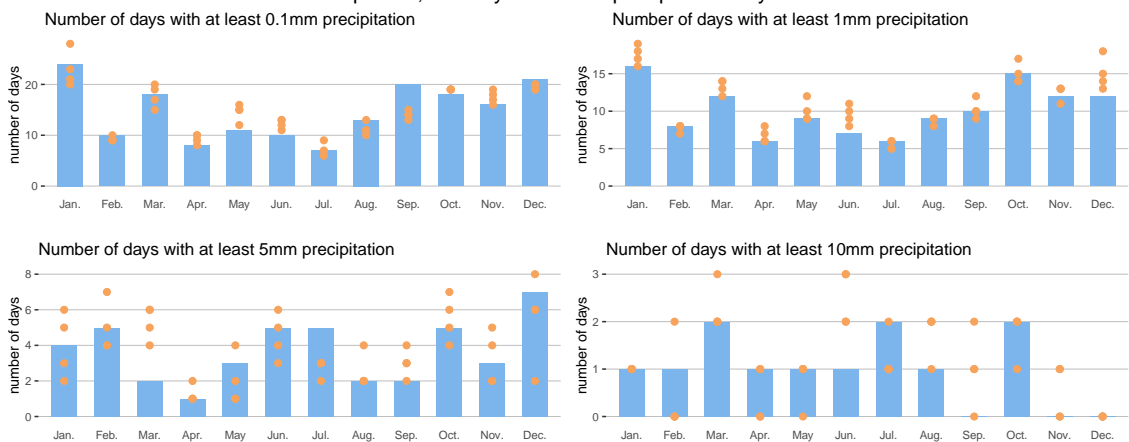 Number of days with at least 0.1mm precipitation
number of days
20
10
0
Jan. Feb. Mar. Apr. May Jun. Jul. Aug. Sep. Oct. Nov. Dec.
Number of days with at least 1mm precipitation
number of days
15
10
5
0
Jan. Feb. Mar. Apr. May Jun. Jul. Aug. Sep. Oct. Nov. Dec.
Number of days with at least 5mm precipitation
number of days
8
6
4
2
0
Jan. Feb. Mar. Apr. May Jun. Jul. Aug. Sep. Oct. Nov. Dec.
Number of days with at least 10mm precipitation
number of days
3
2
1
0
Jan. Feb. Mar. Apr. May Jun. Jul. Aug. Sep. Oct. Nov. Dec.